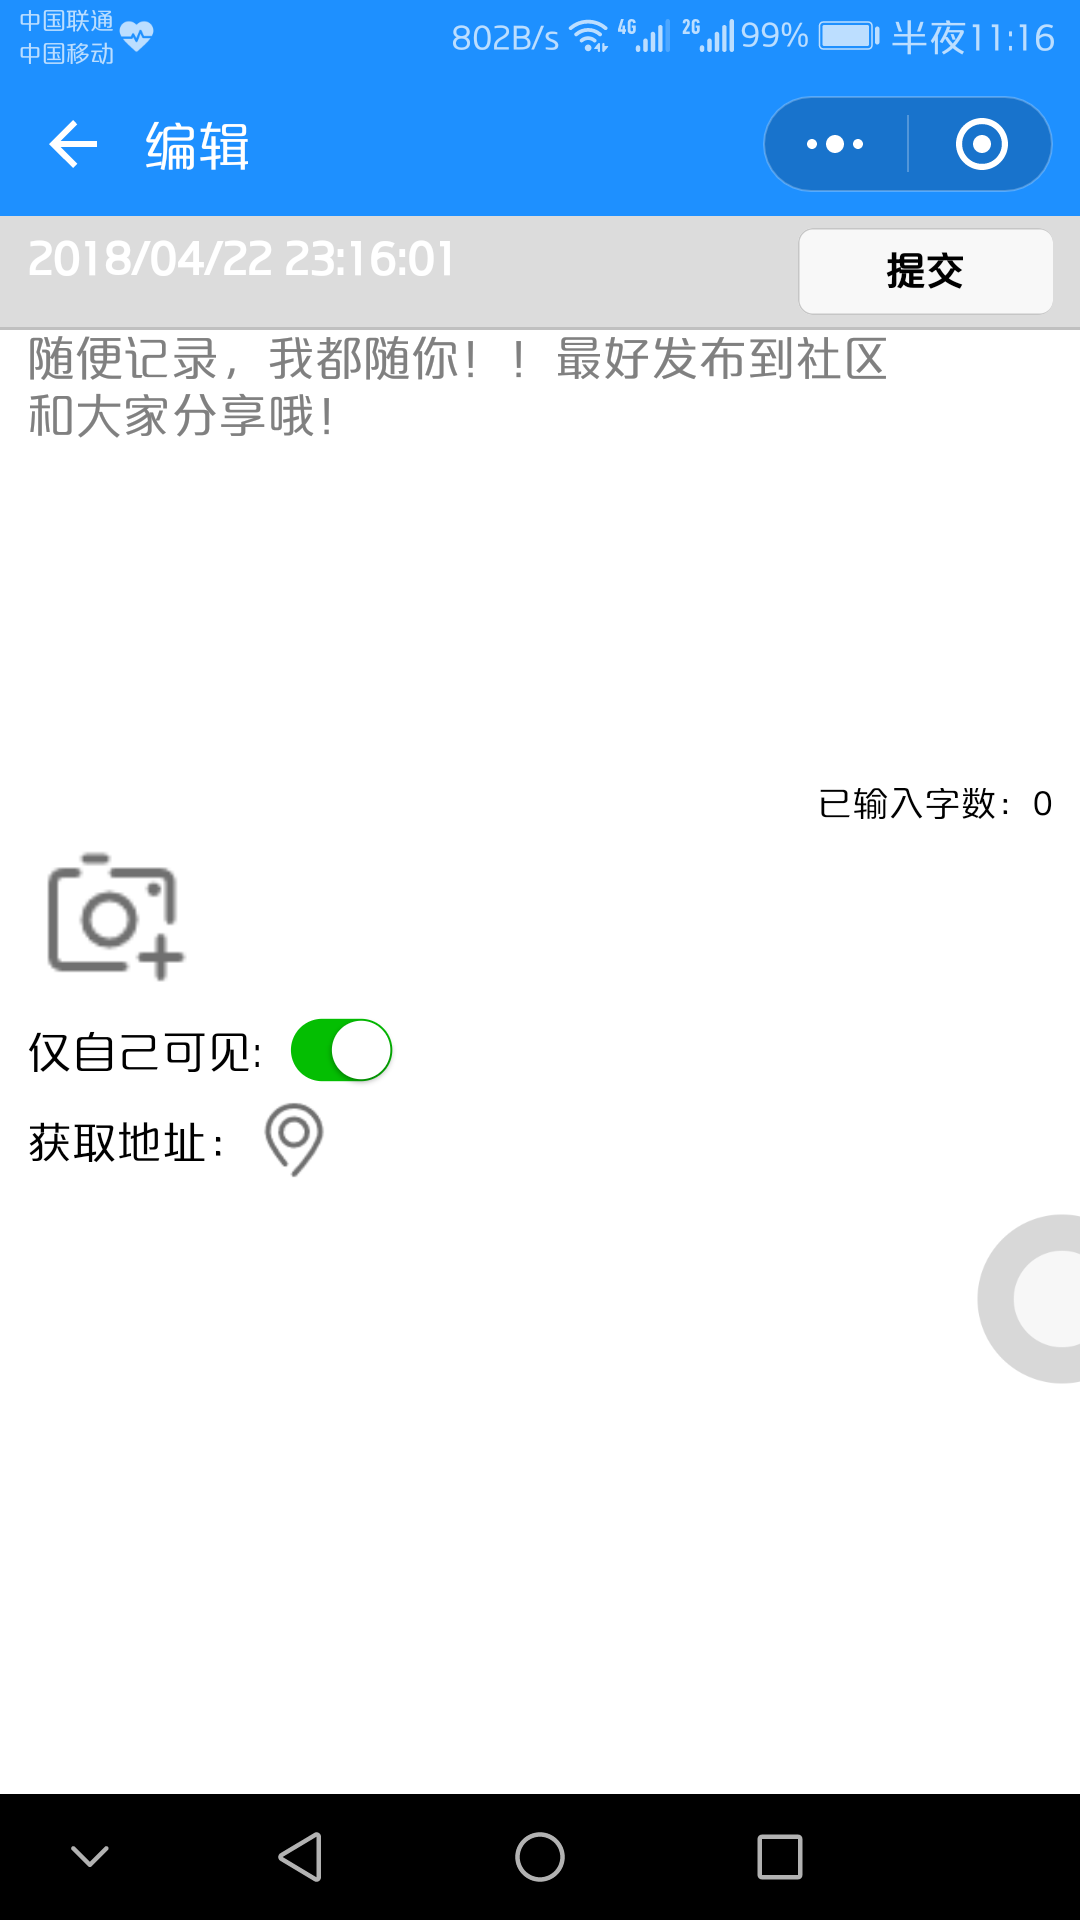 中国联通
中国移动
802B/s 4G 2G 99% 半夜11:16
编辑
2018/04/22 23:16:01
提交
随便记录，我都随你！！最好发布到社区
和大家分享哦！
已输入字数：0
仅自己可见:
获取地址：